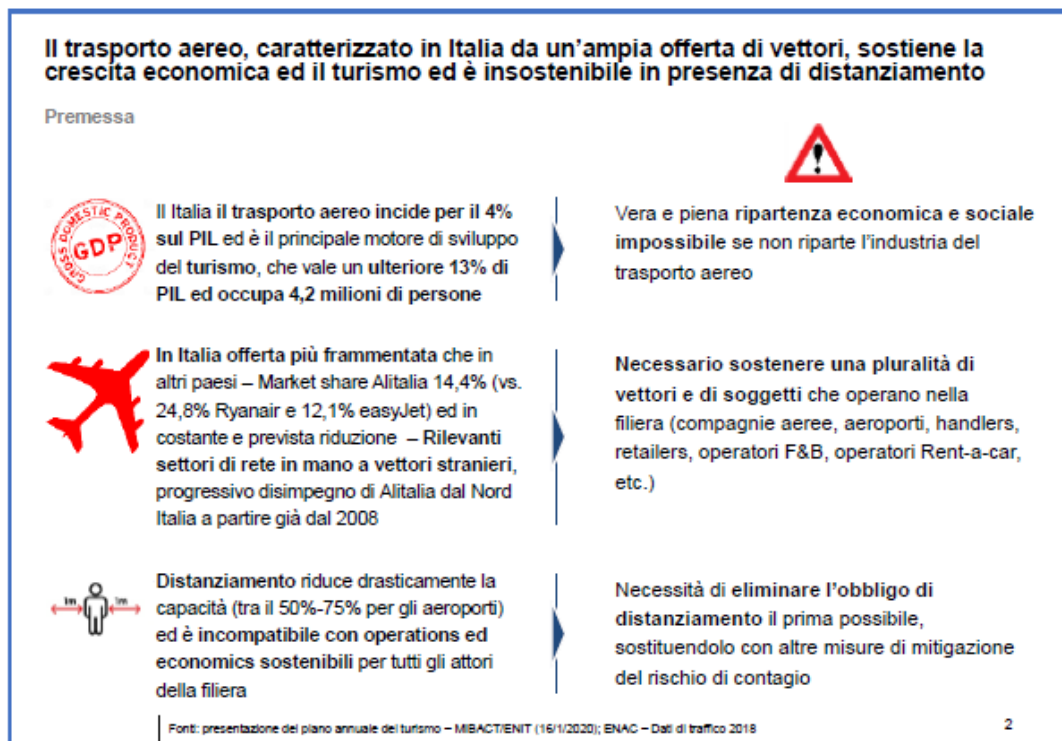 Il trasporto aereo, caratterizzato in Italia da un'ampia offerta di vettori, sostiene la
crescita economica ed il turismo ed è insostenibile in presenza di distanziamento
Premessa
GROSS DOMESTIC PRODUCT
GDP
Il Italia il trasporto aereo incide per il 4%
sul PIL ed è il principale motore di sviluppo
del turismo, che vale un ulteriore 13% di
PIL ed occupa 4,2 milioni di persone
Vera e piena ripartenza economica e sociale
impossibile se non riparte l'industria del
trasporto aereo
In Italia offerta più frammentata che in
altri paesi – Market share Alitalia 14,4% (vs.
24,8% Ryanair e 12,1% easyJet) ed in
costante e prevista riduzione – Rilevanti
settori di rete in mano a vettori stranieri,
progressivo disimpegno di Alitalia dal Nord
Italia a partire già dal 2008
Necessario sostenere una pluralità di
vettori e di soggetti che operano nella
filiera (compagnie aeree, aeroporti, handlers,
retailers, operatori F&B, operatori Rent-a-car,
etc.)
1m 1m
Distanziamento riduce drasticamente la
capacità (tra il 50%-75% per gli aeroporti)
ed è incompatibile con operations ed
economics sostenibili per tutti gli attori
della filiera
Necessità di eliminare l'obbligo di
distanziamento il prima possibile,
sostituendolo con altre misure di mitigazione
del rischio di contagio
Fonti: presentazione del piano annuale del turismo – MIBACT/ENIT (16/1/2020); ENAC – Dati di traffico 2018
2